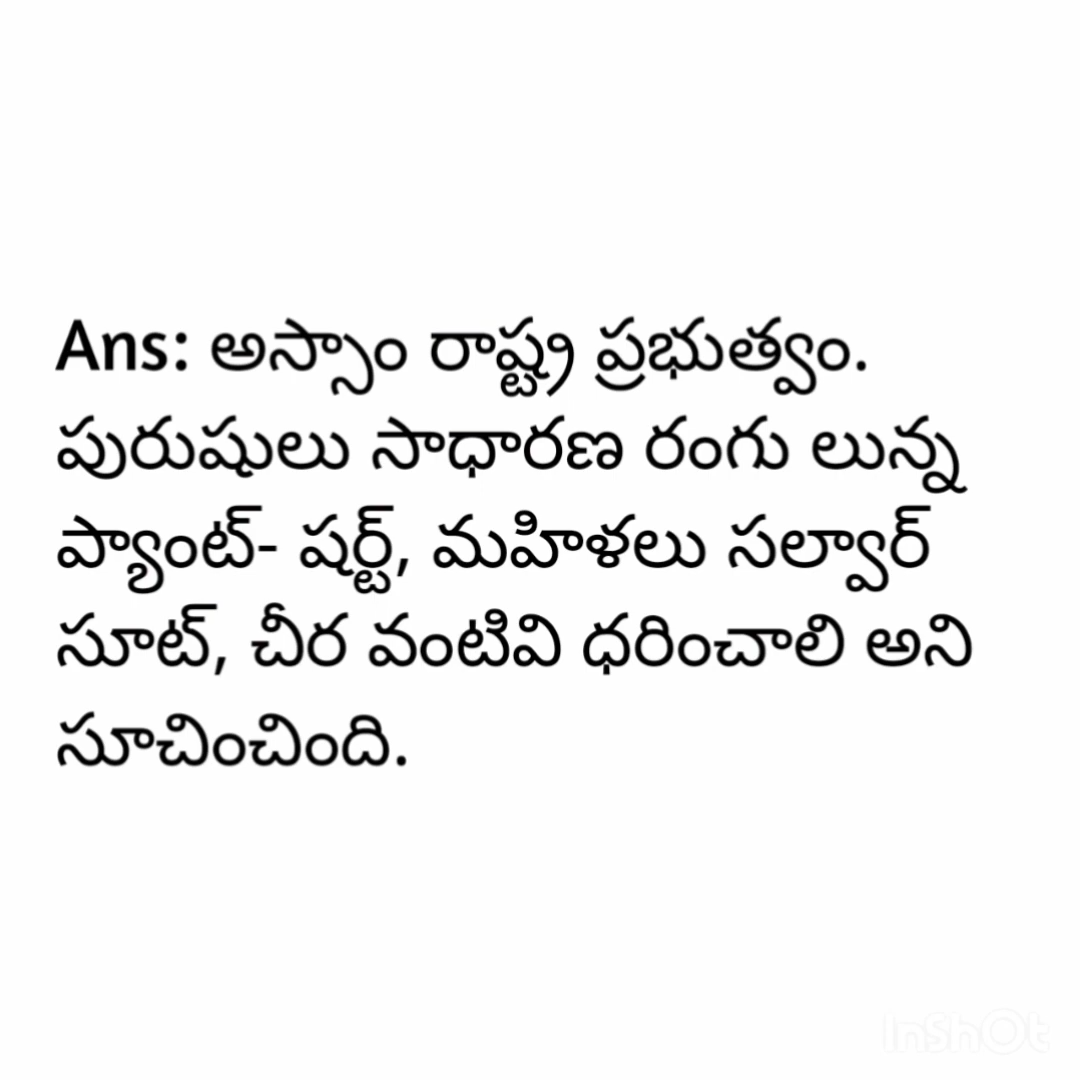 Ans: అస్సాం రాష్ట్ర ప్రభుత్వం.
పురుషులు సాధారణ రంగు లున్న
ప్యాంట్- షర్ట్, మహిళలు సల్వార్
సూట్, చీర వంటివి ధరించాలి అని
సూచించింది.
InShOt